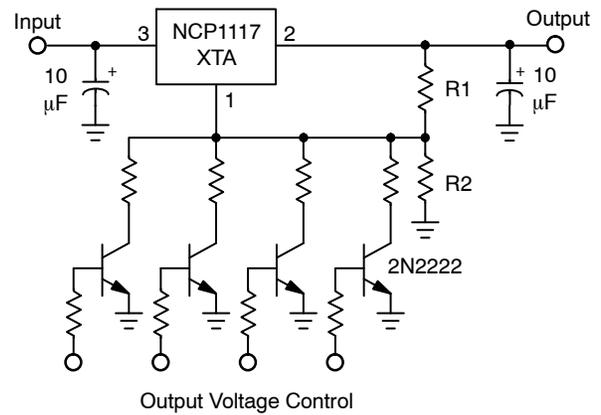 Input
Output
3
NCP1117
XTA
2
1
10
µF
+
R1
+ 10
µF
R2
2N2222
Output Voltage Control